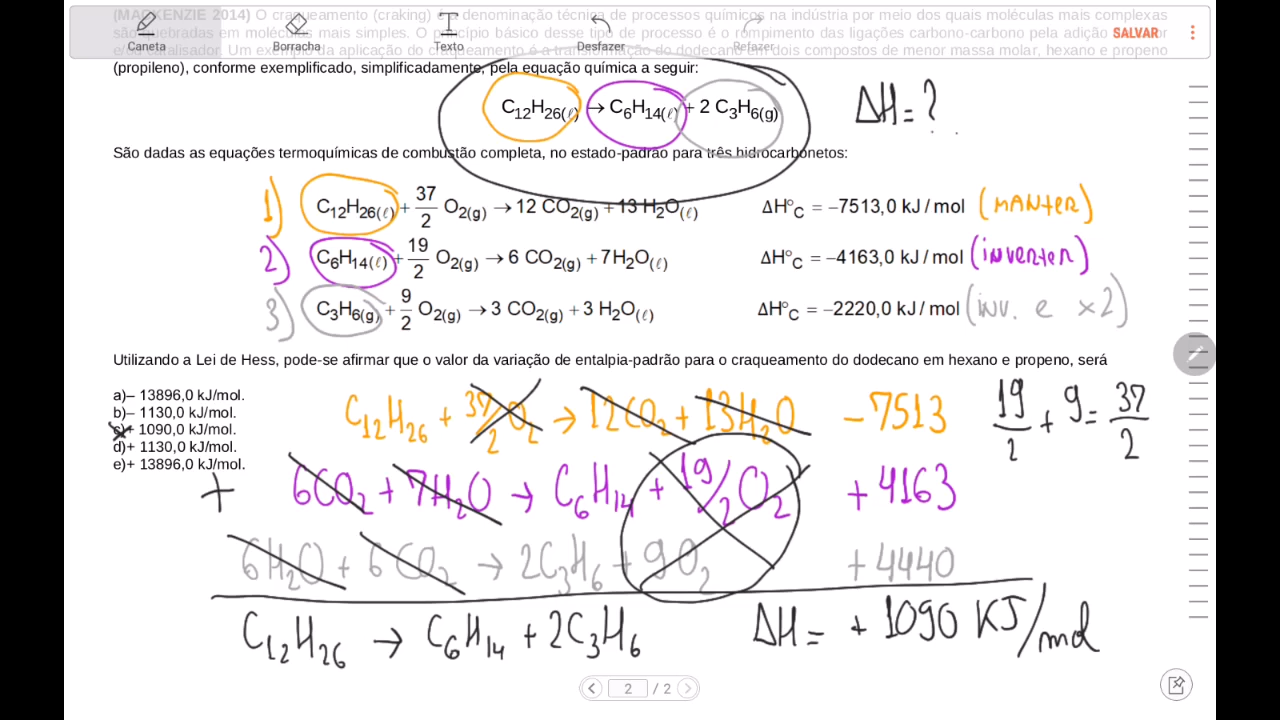 (MACKENZIE 2014) O craqueamento (craking) é a denominação técnica de processos químicos na indústria por meio dos quais moléculas mais complexas
são quebradas em moléculas mais simples. O princípio básico desse tipo de processo é o rompimento das ligações carbono-carbono pela adição
e/o catalisador. Um exemplo da aplicação do craqueamento é a transformação do dodecano em dois compostos de menor massa molar, hexano e propeno
Caneta
Borracha
Texto
Desfazer
Refazer
SALVAR
(propileno), conforme exemplificado, simplificadamente, pela equação química a seguir:
C12H26(ℓ) → C6H14(ℓ) + 2 C3H6(g)
ΔH = ?
São dadas as equações termoquímicas de combustão completa, no estado-padrão para três hidrocarbonetos:
1) C12H26(ℓ) + 37/2 O2(g) → 12 CO2(g) + 13 H2O(ℓ) ΔH°C = −7513,0 kJ / mol (MANTER)
2) C6H14(ℓ) + 19/2 O2(g) → 6 CO2(g) + 7H2O(ℓ) ΔH°C = −4163,0 kJ / mol (inverter)
3) C3H6(g) + 9/2 O2(g) → 3 CO2(g) + 3 H2O(ℓ) ΔH°C = −2220,0 kJ / mol (inv. e x2)
Utilizando a Lei de Hess, pode-se afirmar que o valor da variação de entalpia-padrão para o craqueamento do dodecano em hexano e propeno, será
a)– 13896,0 kJ/mol.
b)– 1130,0 kJ/mol.
c)+ 1090,0 kJ/mol.
d)+ 1130,0 kJ/mol.
e)+ 13896,0 kJ/mol.
C12H26 + 37/2 O2 → 12CO2 + 13H2O − 7513
19/2 + 9 = 37/2
+ 6CO2 + 7H2O → C6H14 + 19/2 O2 + 4163
6H2O + 6CO2 → 2C3H6 + 9O2 + 4440
C12H26 → C6H14 + 2C3H6 ΔH = + 1090 KJ/mol
2 / 2